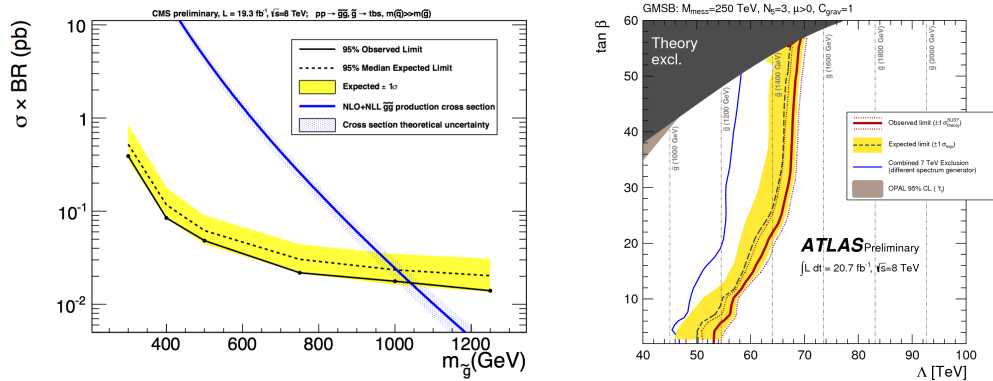 CMS preliminary, L = 19.3 fb⁻¹, √s=8 TeV; pp → g̃g̃, g̃ → tbs, m(q̃)>>m(g̃)
σ × BR (pb)
95% Observed Limit
95% Median Expected Limit
Expected ± 1σ
NLO+NLL g̃g̃ production cross section
Cross section theoretical uncertainty
10
1
10⁻¹
10⁻²
200 400 600 800 1000 1200
m_g̃(GeV)
GMSB: M_mess=250 TeV, N₅=3, μ>0, C_grav=1
tan β
60
50
40
30
20
10
Theory
excl.
g̃ (1000 GeV)
g̃ (1200 GeV)
g̃ (1400 GeV)
g̃ (1600 GeV)
g̃ (1800 GeV)
g̃ (2000 GeV)
Observed limit (±1 σ^SUSY_theory)
Expected limit (±1 σ_exp)
Combined 7 TeV Exclusion
(different spectrum generator)
OPAL 95% CL (τ̃₁)
ATLAS Preliminary
∫L dt = 20.7 fb⁻¹, √s=8 TeV
40 50 60 70 80 90 100
Λ [TeV]